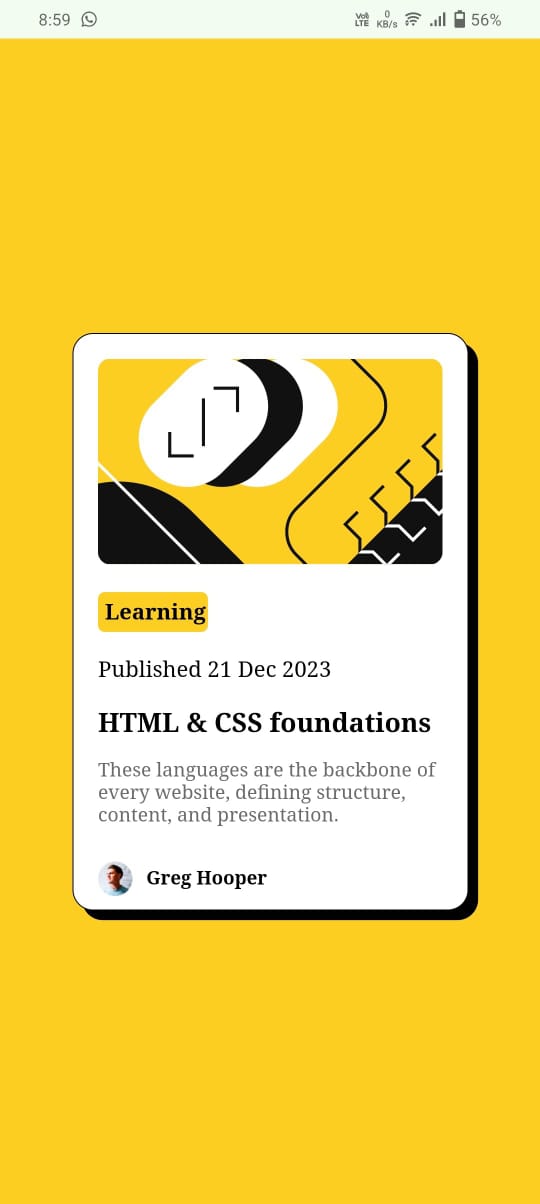 8:59
Vo) LTE 0 KB/s 56%
Learning
Published 21 Dec 2023
HTML & CSS foundations
These languages are the backbone of
every website, defining structure,
content, and presentation.
Greg Hooper